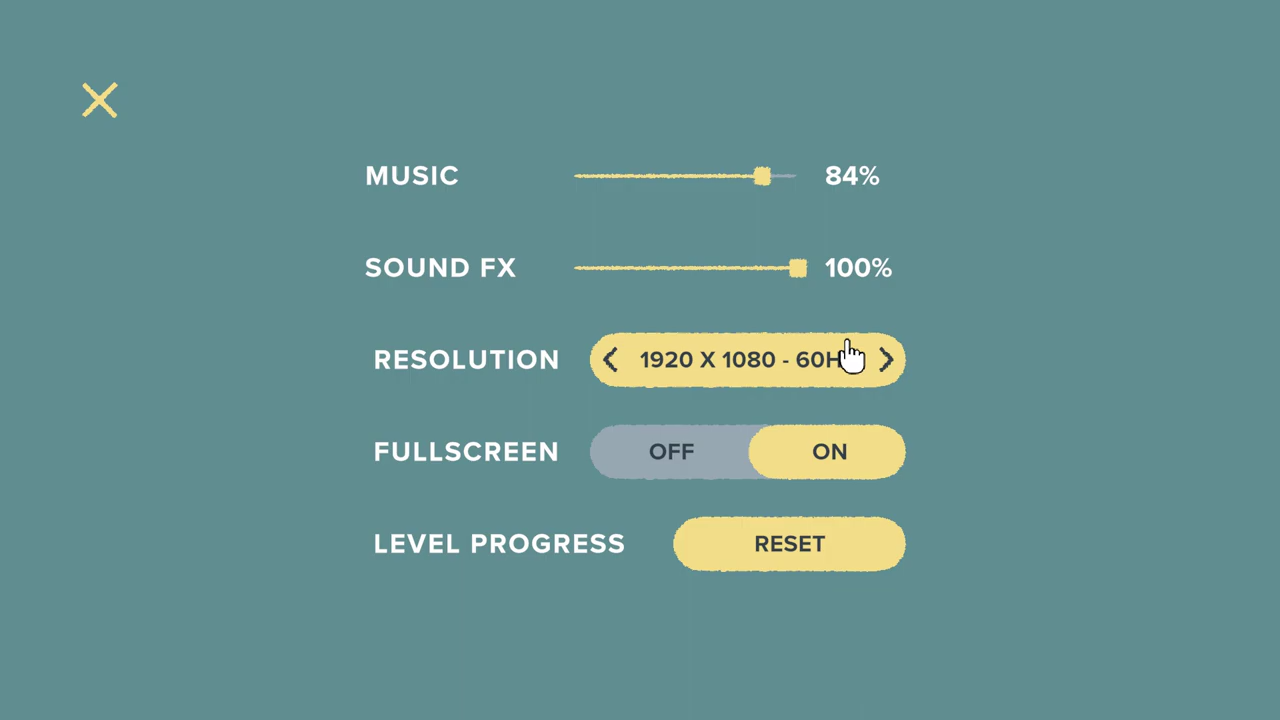 MUSIC 84%
SOUND FX 100%
RESOLUTION 1920 X 1080 - 60H
FULLSCREEN OFF ON
LEVEL PROGRESS RESET